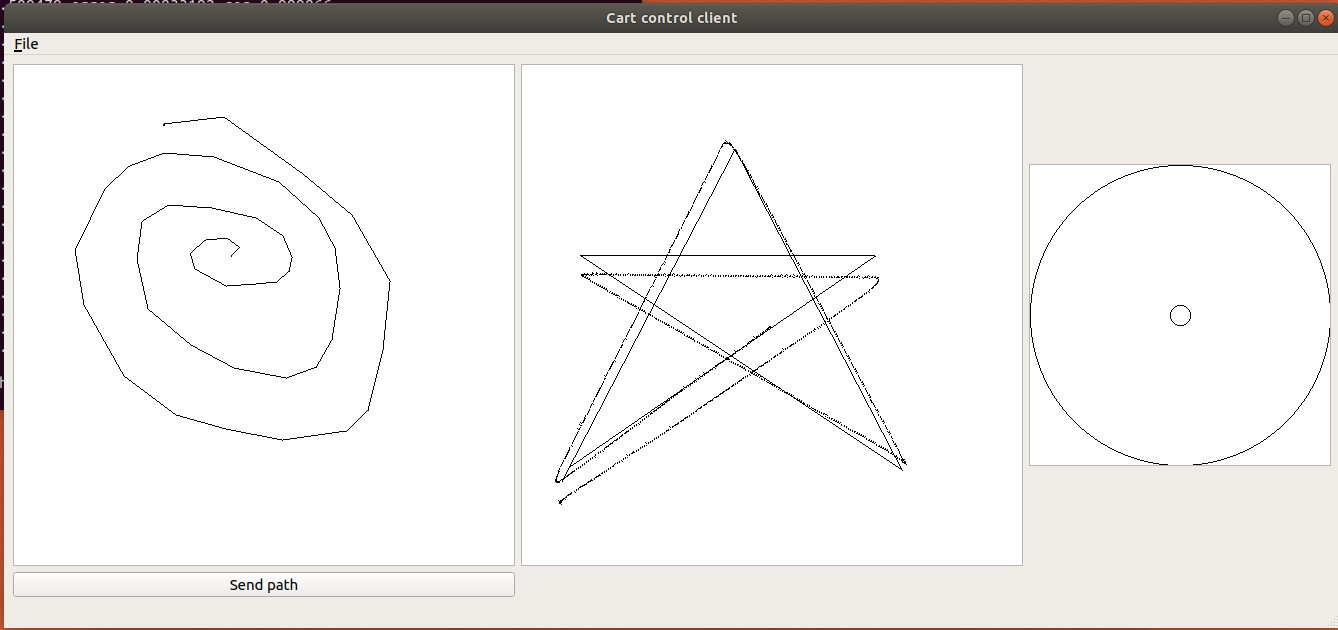 Cart control client
File
Send path